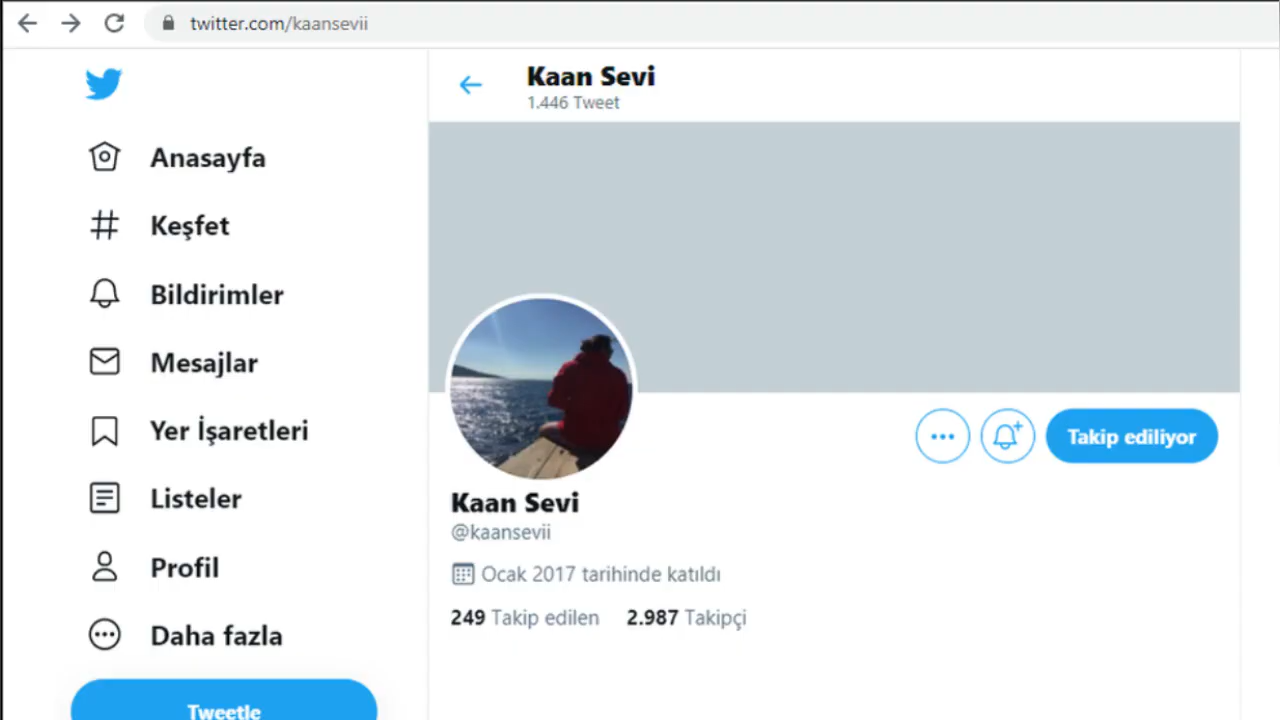 twitter.com/kaansevii
Kaan Sevi
1.446 Tweet
Anasayfa
Keşfet
Bildirimler
Mesajlar
Yer İşaretleri
Listeler
Profil
Daha fazla
Tweetle
Takip ediliyor
Kaan Sevi
@kaansevii
Ocak 2017 tarihinde katıldı
249 Takip edilen 2.987 Takipçi